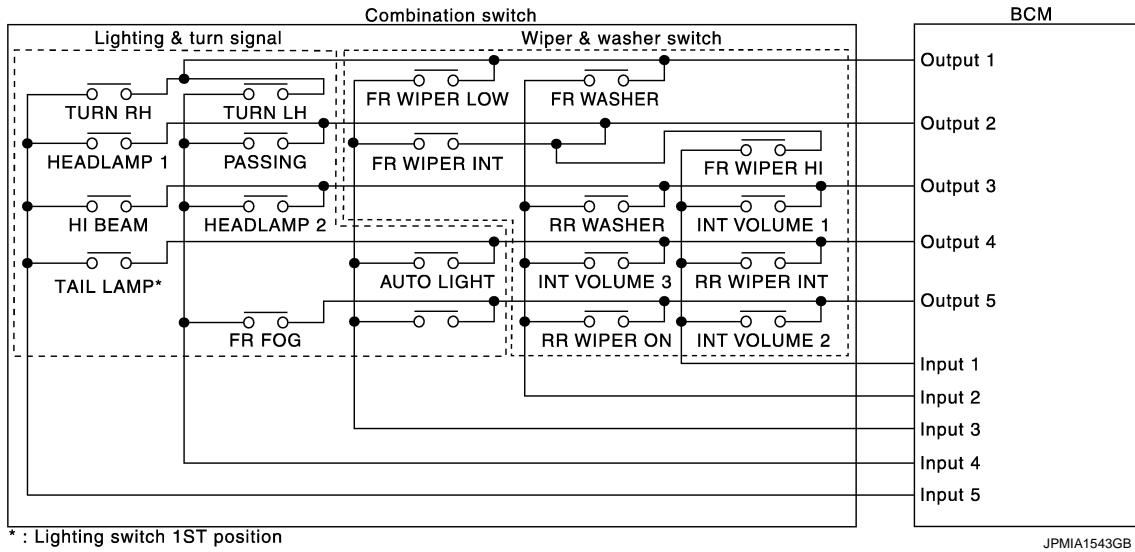 Combination switch
BCM
Lighting & turn signal
Wiper & washer switch
Output 1
TURN RH
TURN LH
FR WIPER LOW
FR WASHER
Output 2
HEADLAMP 1
PASSING
FR WIPER INT
FR WIPER HI
Output 3
HI BEAM
HEADLAMP 2
RR WASHER
INT VOLUME 1
Output 4
TAIL LAMP*
AUTO LIGHT
INT VOLUME 3
RR WIPER INT
Output 5
FR FOG
RR WIPER ON
INT VOLUME 2
Input 1
Input 2
Input 3
Input 4
Input 5
* : Lighting switch 1ST position
JPMIA1543GB